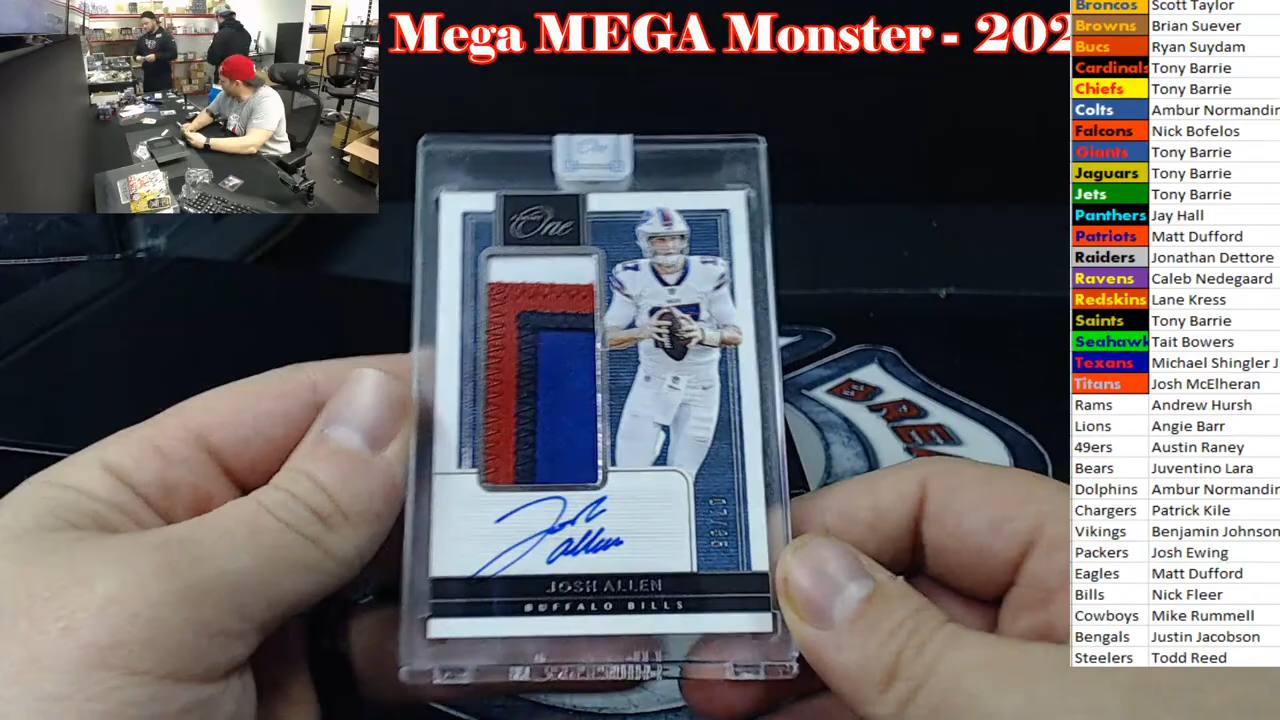 Mega MEGA Monster - 202
Broncos Scott Taylor
Browns Brian Suever
Bucs Ryan Suydam
Cardinals Tony Barrie
Chiefs Tony Barrie
Colts Ambur Normandin
Falcons Nick Bofelos
Giants Tony Barrie
Jaguars Tony Barrie
Jets Tony Barrie
Panthers Jay Hall
Patriots Matt Dufford
Raiders Jonathan Dettore
Ravens Caleb Nedegaard
Redskins Lane Kress
Saints Tony Barrie
Seahawk Tait Bowers
Texans Michael Shingler J
Titans Josh McElheran
Rams Andrew Hursh
Lions Angie Barr
49ers Austin Raney
Bears Juventino Lara
Dolphins Ambur Normandin
Chargers Patrick Kile
Vikings Benjamin Johnson
Packers Josh Ewing
Eagles Matt Dufford
Bills Nick Fleer
Cowboys Mike Rummell
Bengals Justin Jacobson
Steelers Todd Reed
One
17
Josh Allen
JOSH ALLEN
BUFFALO BILLS
BREA